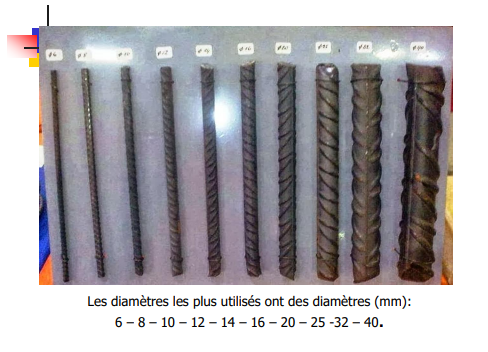 Les diamètres les plus utilisés ont des diamètres (mm):
6 – 8 – 10 – 12 – 14 – 16 – 20 – 25 -32 – 40.